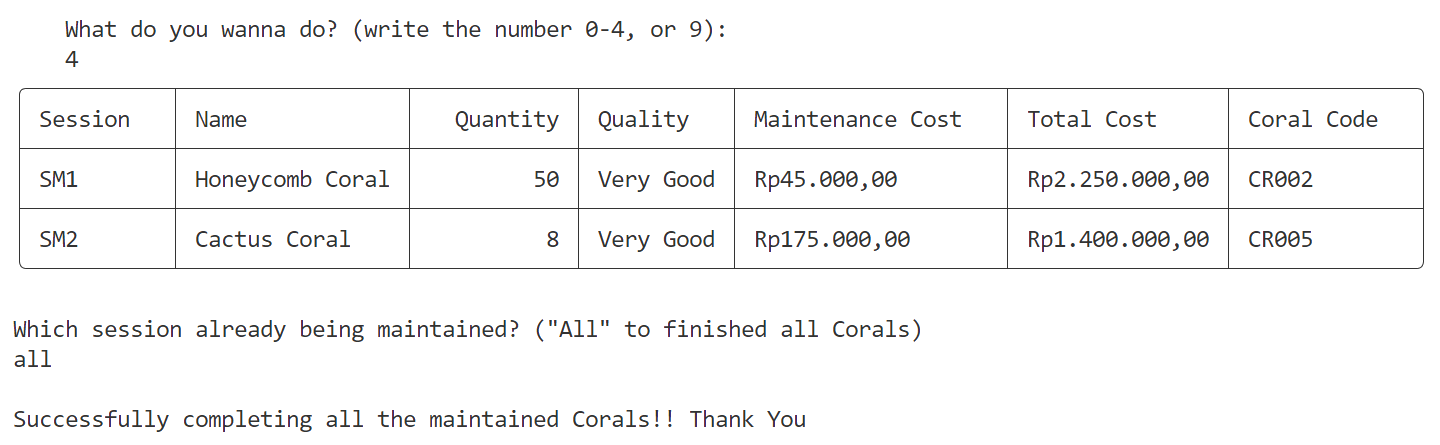 What do you wanna do? (write the number 0-4, or 9):
4
Session Name Quantity Quality Maintenance Cost Total Cost Coral Code
SM1 Honeycomb Coral 50 Very Good Rp45.000,00 Rp2.250.000,00 CR002
SM2 Cactus Coral 8 Very Good Rp175.000,00 Rp1.400.000,00 CR005
Which session already being maintained? ("All" to finished all Corals)
all
Successfully completing all the maintained Corals!! Thank You